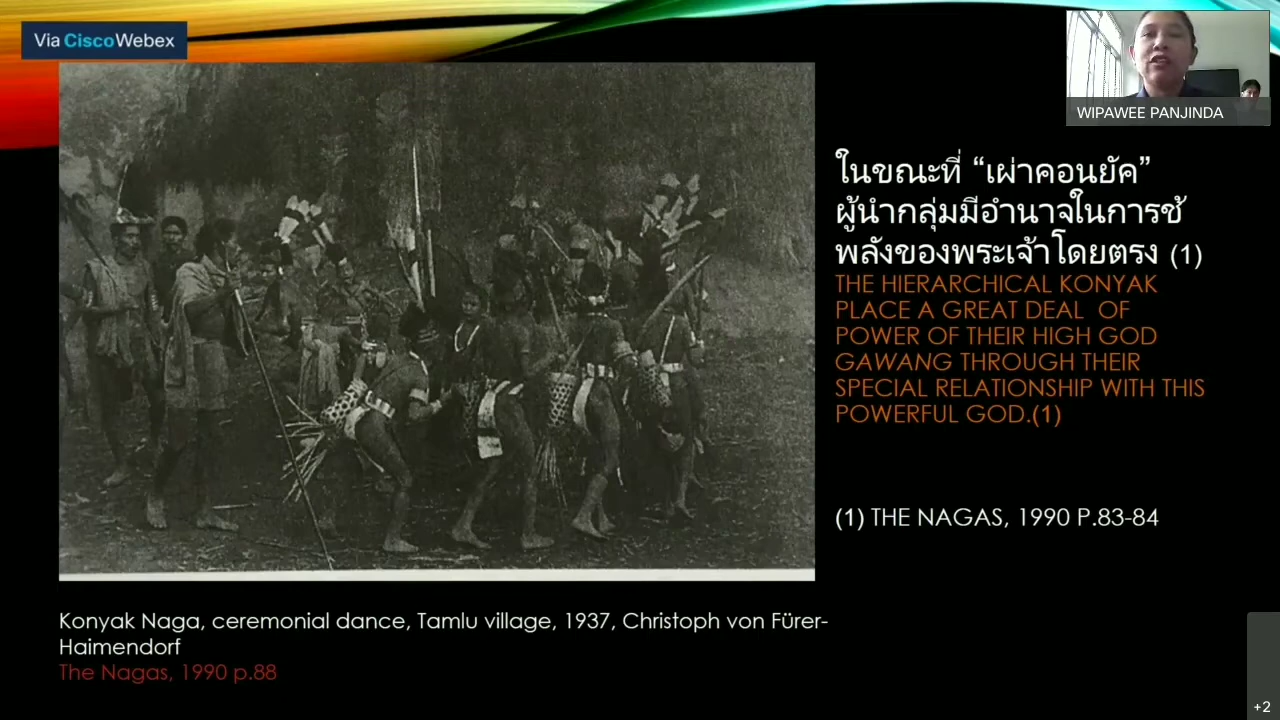 Via Cisco Webex
WIPAWEE PANJINDA
ในขณะที่ “เผ่าคอนยัค”
ผู้นำกลุ่มมีอำนาจในการช้
พลังของพระเจ้าโดยตรง (1)
THE HIERARCHICAL KONYAK
PLACE A GREAT DEAL OF
POWER OF THEIR HIGH GOD
GAWANG THROUGH THEIR
SPECIAL RELATIONSHIP WITH THIS
POWERFUL GOD.(1)
(1) THE NAGAS, 1990 P.83-84
Konyak Naga, ceremonial dance, Tamlu village, 1937, Christoph von Fürer-
Haimendorf
The Nagas, 1990 p.88
+2